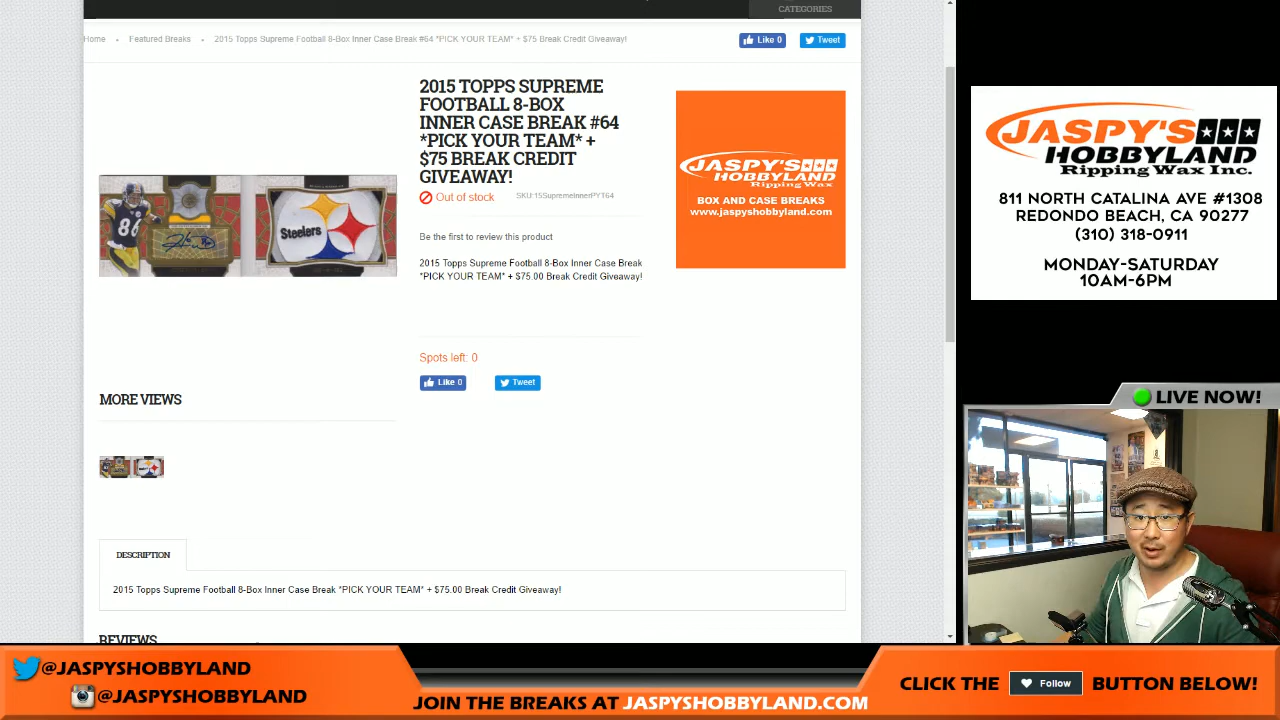 CATEGORIES
Home • Featured Breaks • 2015 Topps Supreme Football 8-Box Inner Case Break #64 *PICK YOUR TEAM* + $75 Break Credit Giveaway!
Like 0
Tweet
2015 TOPPS SUPREME
FOOTBALL 8-BOX
INNER CASE BREAK #64
*PICK YOUR TEAM* +
$75 BREAK CREDIT
GIVEAWAY!
Out of stock
SKU:15SupremeInnerPYT64
Be the first to review this product
2015 Topps Supreme Football 8-Box Inner Case Break
*PICK YOUR TEAM* + $75.00 Break Credit Giveaway!
Spots left: 0
Like 0
Tweet
86
Steelers
MORE VIEWS
DESCRIPTION
2015 Topps Supreme Football 8-Box Inner Case Break *PICK YOUR TEAM* + $75.00 Break Credit Giveaway!
REVIEWS
JASPY'S
HOBBYLAND
Ripping Wax
BOX AND CASE BREAKS
www.jaspyshobbyland.com
JASPY'S
HOBBYLAND
Ripping Wax Inc.
811 NORTH CATALINA AVE #1308
REDONDO BEACH, CA 90277
(310) 318-0911
MONDAY-SATURDAY
10AM-6PM
LIVE NOW!
@JASPYSHOBBYLAND
@JASPYSHOBBYLAND
JOIN THE BREAKS AT JASPYSHOBBYLAND.COM
CLICK THE Follow BUTTON BELOW!